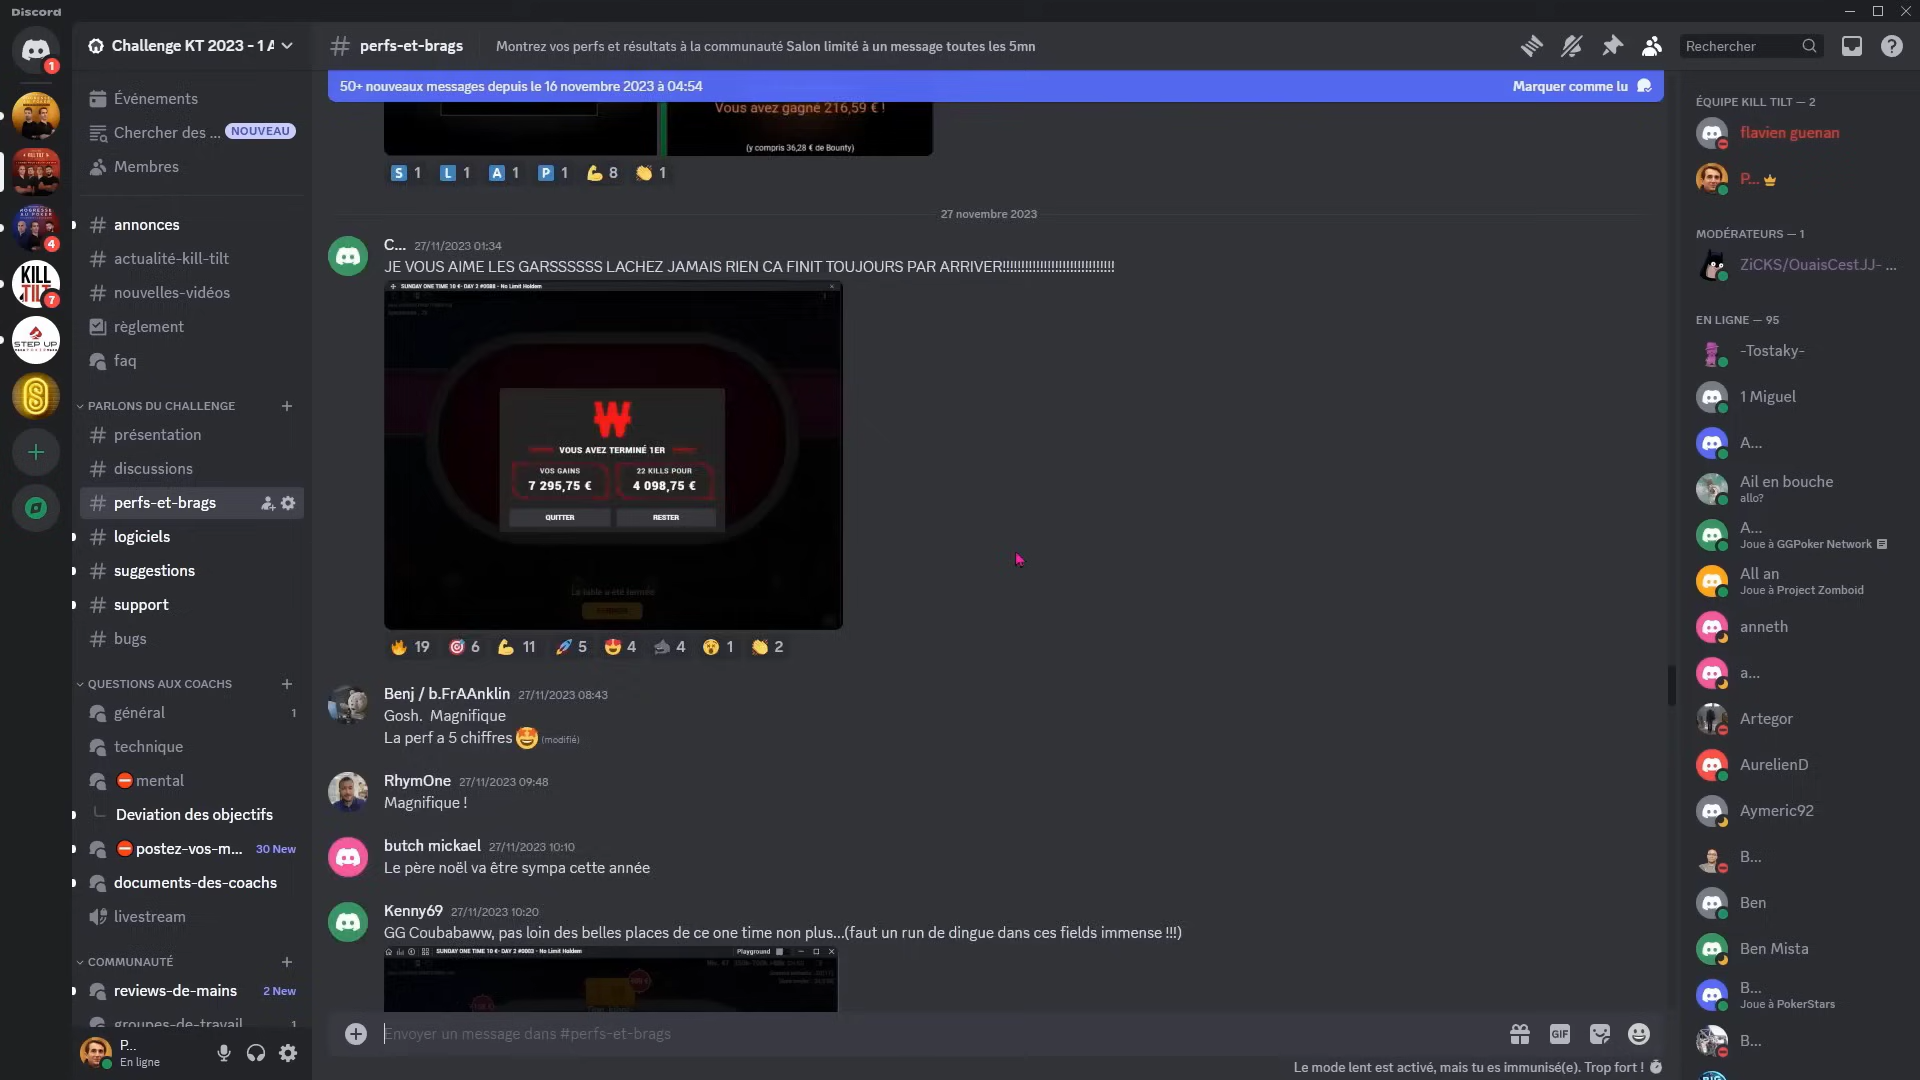 Discord
Challenge KT 2023 - 1 A
perfs-et-brags
Montrez vos perfs et résultats à la communauté Salon limité à un message toutes les 5mn
Rechercher
50+ nouveaux messages depuis le 16 novembre 2023 à 04:54
Marquer comme lu
1
4
7
KILL TILT
STEP UP
Événements
Chercher des ...
NOUVEAU
Membres
annonces
actualité-kill-tilt
nouvelles-vidéos
règlement
faq
PARLONS DU CHALLENGE
présentation
discussions
perfs-et-brags
logiciels
suggestions
support
bugs
QUESTIONS AUX COACHS
général 1
technique
mental
Deviation des objectifs
postez-vos-m... 30 New
documents-des-coachs
livestream
COMMUNAUTÉ
reviews-de-mains 2 New
groupes-de-travail 1
P...
En ligne
Vous avez gagné 216,59 € !
(y compris 36,28 € de Bounty)
S 1 L 1 A 1 P 1 8 1
27 novembre 2023
C... 27/11/2023 01:34
JE VOUS AIME LES GARSSSSSS LACHEZ JAMAIS RIEN CA FINIT TOUJOURS PAR ARRIVER!!!!!!!!!!!!!!!!!!!!!!!!!!!!!!
SUNDAY ONE TIME 10 €- DAY 2 #0088 - No Limit Holdem
W
VOUS AVEZ TERMINÉ 1ER
VOS GAINS
7 295,75 €
22 KILLS POUR
4 098,75 €
QUITTER
RESTER
La table a été fermée
19 6 11 5 4 4 1 2
Benj / b.FrAAnklin 27/11/2023 08:43
Gosh. Magnifique
La perf a 5 chiffres (modifié)
RhymOne 27/11/2023 09:48
Magnifique !
butch mickael 27/11/2023 10:10
Le père noël va être sympa cette année
Kenny69 27/11/2023 10:20
GG Coubabaww, pas loin des belles places de ce one time non plus...(faut un run de dingue dans ces fields immense !!!)
SUNDAY ONE TIME 10 €- DAY 2 #0003 - No Limit Holdem
Playground
Envoyer un message dans #perfs-et-brags
GIF
Le mode lent est activé, mais tu es immunisé(e). Trop fort !
ÉQUIPE KILL TILT — 2
flavien guenan
P...
MODÉRATEURS — 1
ZiCKS/OuaisCestJJ- ...
EN LIGNE — 95
-Tostaky-
1 Miguel
A...
Ail en bouche
allo?
A...
Joue à GGPoker Network
All an
Joue à Project Zomboid
anneth
a...
Artegor
AurelienD
Aymeric92
B...
Ben
Ben Mista
B...
Joue à PokerStars
B...